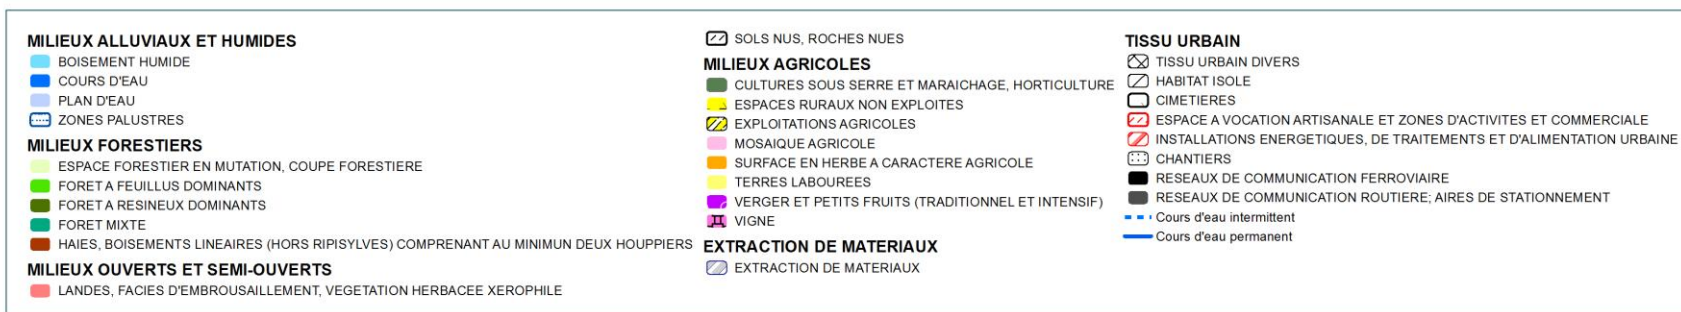 MILIEUX ALLUVIAUX ET HUMIDES
BOISEMENT HUMIDE
COURS D'EAU
PLAN D'EAU
ZONES PALUSTRES
MILIEUX FORESTIERS
ESPACE FORESTIER EN MUTATION, COUPE FORESTIERE
FORET A FEUILLUS DOMINANTS
FORET A RESINEUX DOMINANTS
FORET MIXTE
HAIES, BOISEMENTS LINEAIRES (HORS RIPISYLVES) COMPRENANT AU MINIMUN DEUX HOUPPIERS
MILIEUX OUVERTS ET SEMI-OUVERTS
LANDES, FACIES D'EMBROUSAILLEMENT, VEGETATION HERBACEE XEROPHILE
SOLS NUS, ROCHES NUES
MILIEUX AGRICOLES
CULTURES SOUS SERRE ET MARAICHAGE, HORTICULTURE
ESPACES RURAUX NON EXPLOITES
EXPLOITATIONS AGRICOLES
MOSAIQUE AGRICOLE
SURFACE EN HERBE A CARACTERE AGRICOLE
TERRES LABOUREES
VERGER ET PETITS FRUITS (TRADITIONNEL ET INTENSIF)
VIGNE
EXTRACTION DE MATERIAUX
EXTRACTION DE MATERIAUX
TISSU URBAIN
TISSU URBAIN DIVERS
HABITAT ISOLE
CIMETIERES
ESPACE A VOCATION ARTISANALE ET ZONES D'ACTIVITES ET COMMERCIALE
INSTALLATIONS ENERGETIQUES, DE TRAITEMENTS ET D'ALIMENTATION URBAINE
CHANTIERS
RESEAUX DE COMMUNICATION FERROVIAIRE
RESEAUX DE COMMUNICATION ROUTIERE; AIRES DE STATIONNEMENT
Cours d'eau intermittent
Cours d'eau permanent